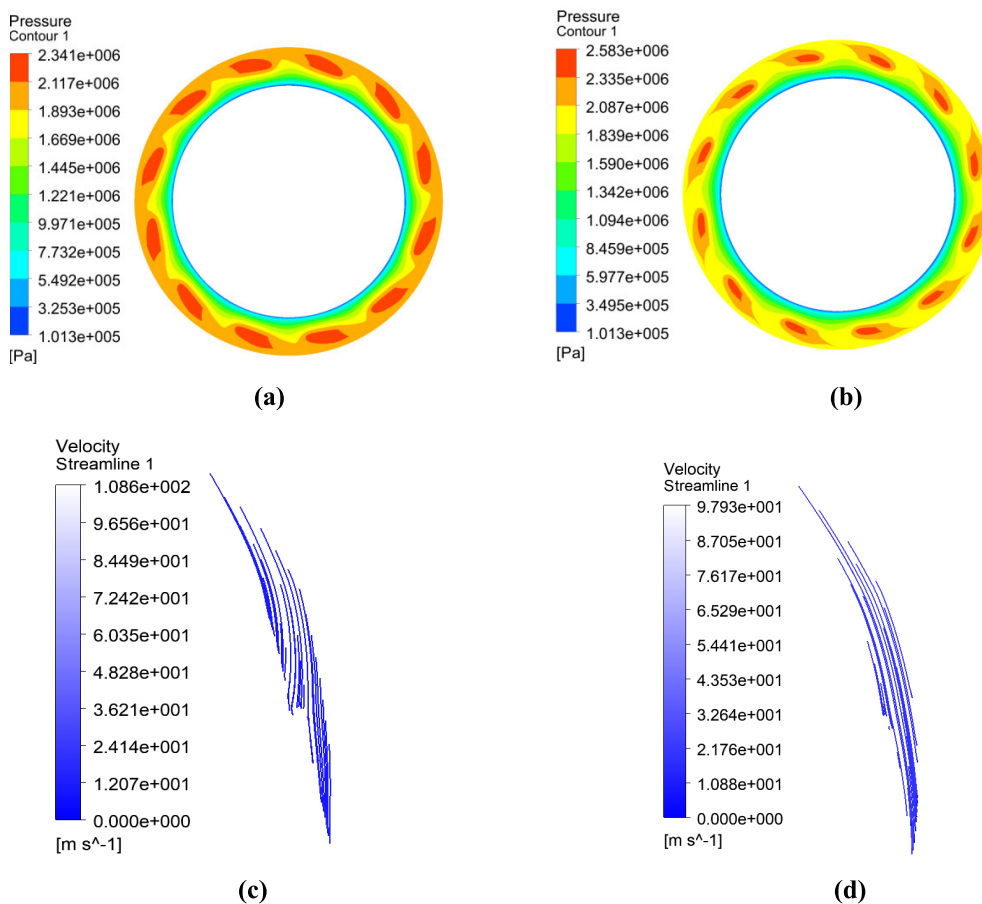 Pressure
Contour 1
2.341e+006
2.117e+006
1.893e+006
1.669e+006
1.445e+006
1.221e+006
9.971e+005
7.732e+005
5.492e+005
3.253e+005
1.013e+005
[Pa]
(a)
Pressure
Contour 1
2.583e+006
2.335e+006
2.087e+006
1.839e+006
1.590e+006
1.342e+006
1.094e+006
8.459e+005
5.977e+005
3.495e+005
1.013e+005
[Pa]
(b)
Velocity
Streamline 1
1.086e+002
9.656e+001
8.449e+001
7.242e+001
6.035e+001
4.828e+001
3.621e+001
2.414e+001
1.207e+001
0.000e+000
[m s^-1]
(c)
Velocity
Streamline 1
9.793e+001
8.705e+001
7.617e+001
6.529e+001
5.441e+001
4.353e+001
3.264e+001
2.176e+001
1.088e+001
0.000e+000
[m s^-1]
(d)